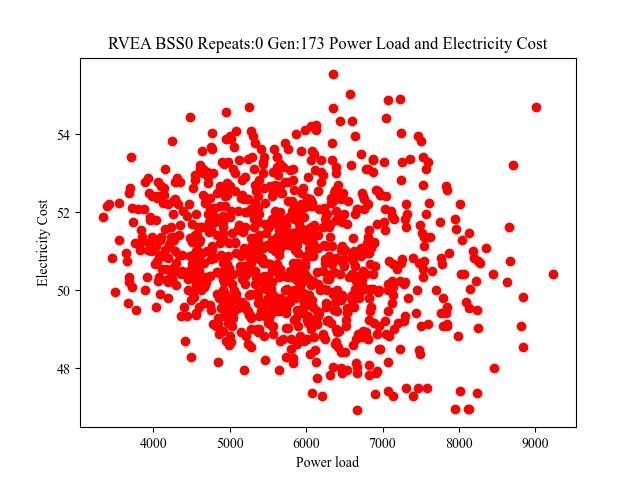 RVEA BSS0 Repeats:0 Gen:173 Power Load and Electricity Cost
Electricity Cost
54
52
50
48
4000 5000 6000 7000 8000 9000
Power load